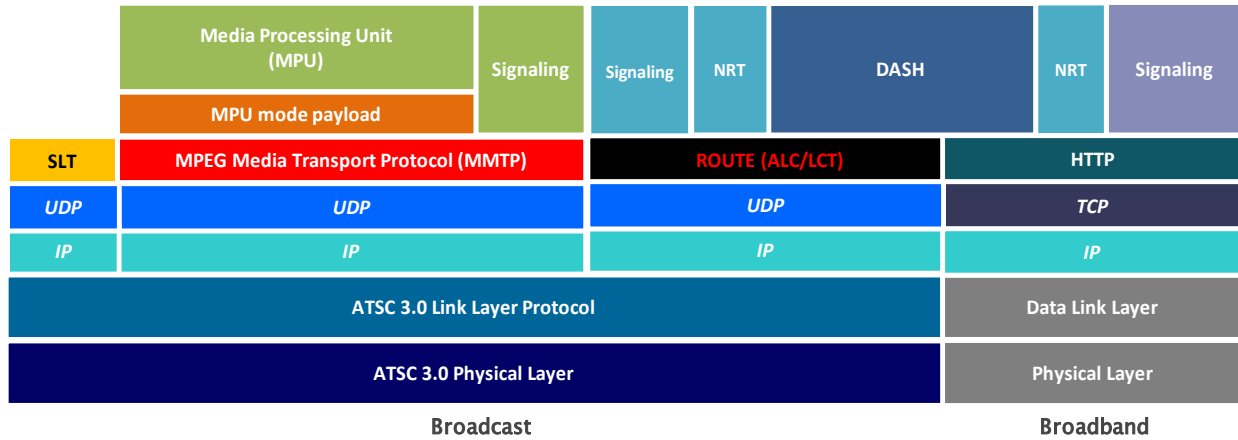 Media Processing Unit
(MPU)
Signaling
Signaling
NRT
DASH
NRT
Signaling
MPU mode payload
SLT
MPEG Media Transport Protocol (MMTP)
ROUTE (ALC/LCT)
HTTP
UDP
UDP
UDP
TCP
IP
IP
IP
IP
ATSC 3.0 Link Layer Protocol
Data Link Layer
ATSC 3.0 Physical Layer
Physical Layer
Broadcast
Broadband